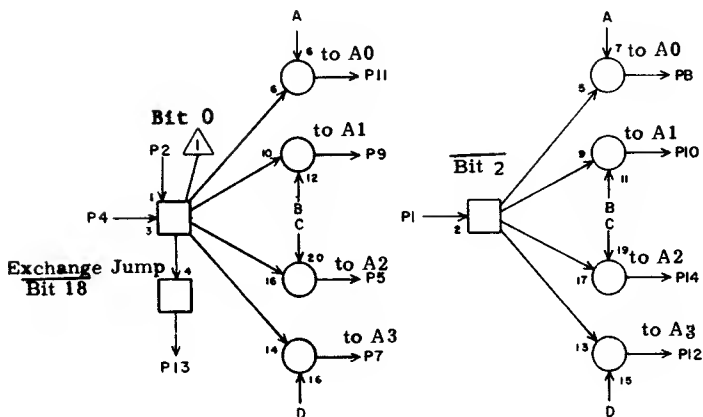 A
6
to A0
6
P11
Bit 0
1
P2
to A1
10
P9
12
1
P4
3
B
C
Exchange Jump
Bit 18
4
20
to A2
16
P5
to A3
14
P7
P13
16
D
A
7
to A0
5
PB
to A1
Bit 2
9
P10
11
B
P1
2
C
19
to A2
17
P14
to A3
13
P12
15
D